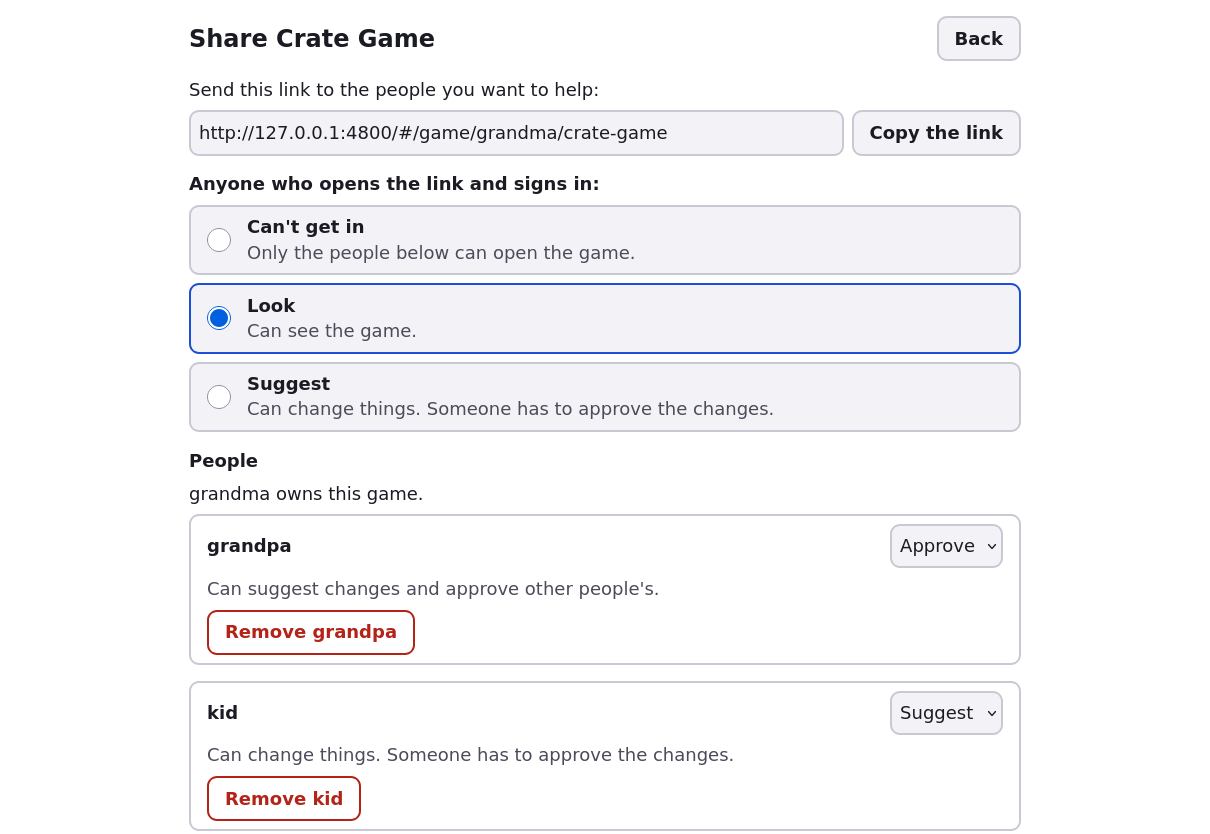 Share Crate Game
Back
Send this link to the people you want to help:
http://127.0.0.1:4800/#/game/grandma/crate-game
Copy the link
Anyone who opens the link and signs in:
Can't get in
Only the people below can open the game.
Look
Can see the game.
Suggest
Can change things. Someone has to approve the changes.
People
grandma owns this game.
grandpa
Approve
Can suggest changes and approve other people's.
Remove grandpa
kid
Suggest
Can change things. Someone has to approve the changes.
Remove kid